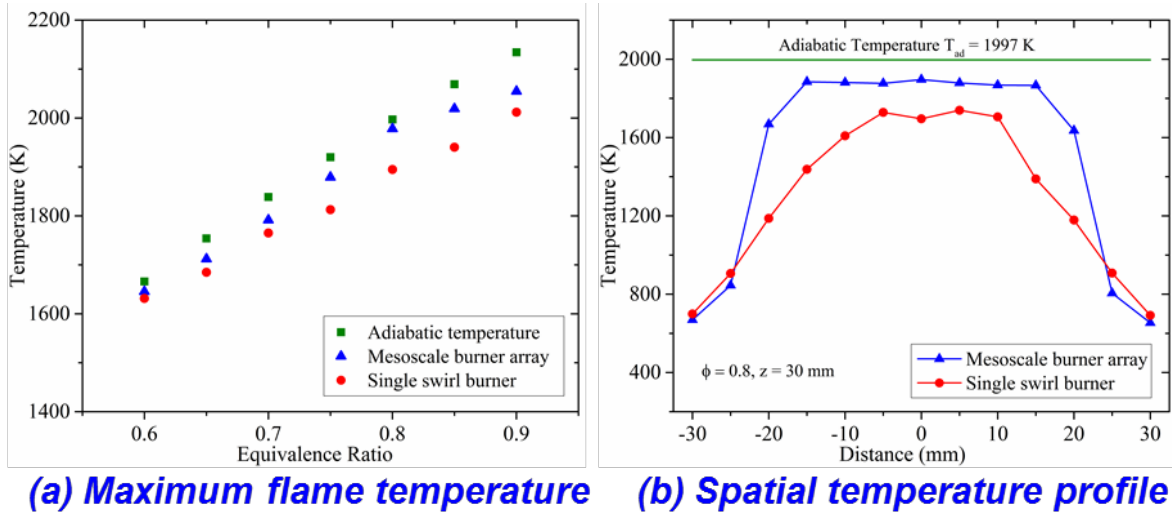 2200
2000
1800
1600
1400
Temperature (K)
0.6 0.7 0.8 0.9
Equivalence Ratio
Adiabatic temperature
Mesoscale burner array
Single swirl burner
(a) Maximum flame temperature
Adiabatic Temperature Tad = 1997 K
2000
1600
1200
800
400
Temperature (K)
ϕ = 0.8, z = 30 mm
Mesoscale burner array
Single swirl burner
-30 -20 -10 0 10 20 30
Distance (mm)
(b) Spatial temperature profile